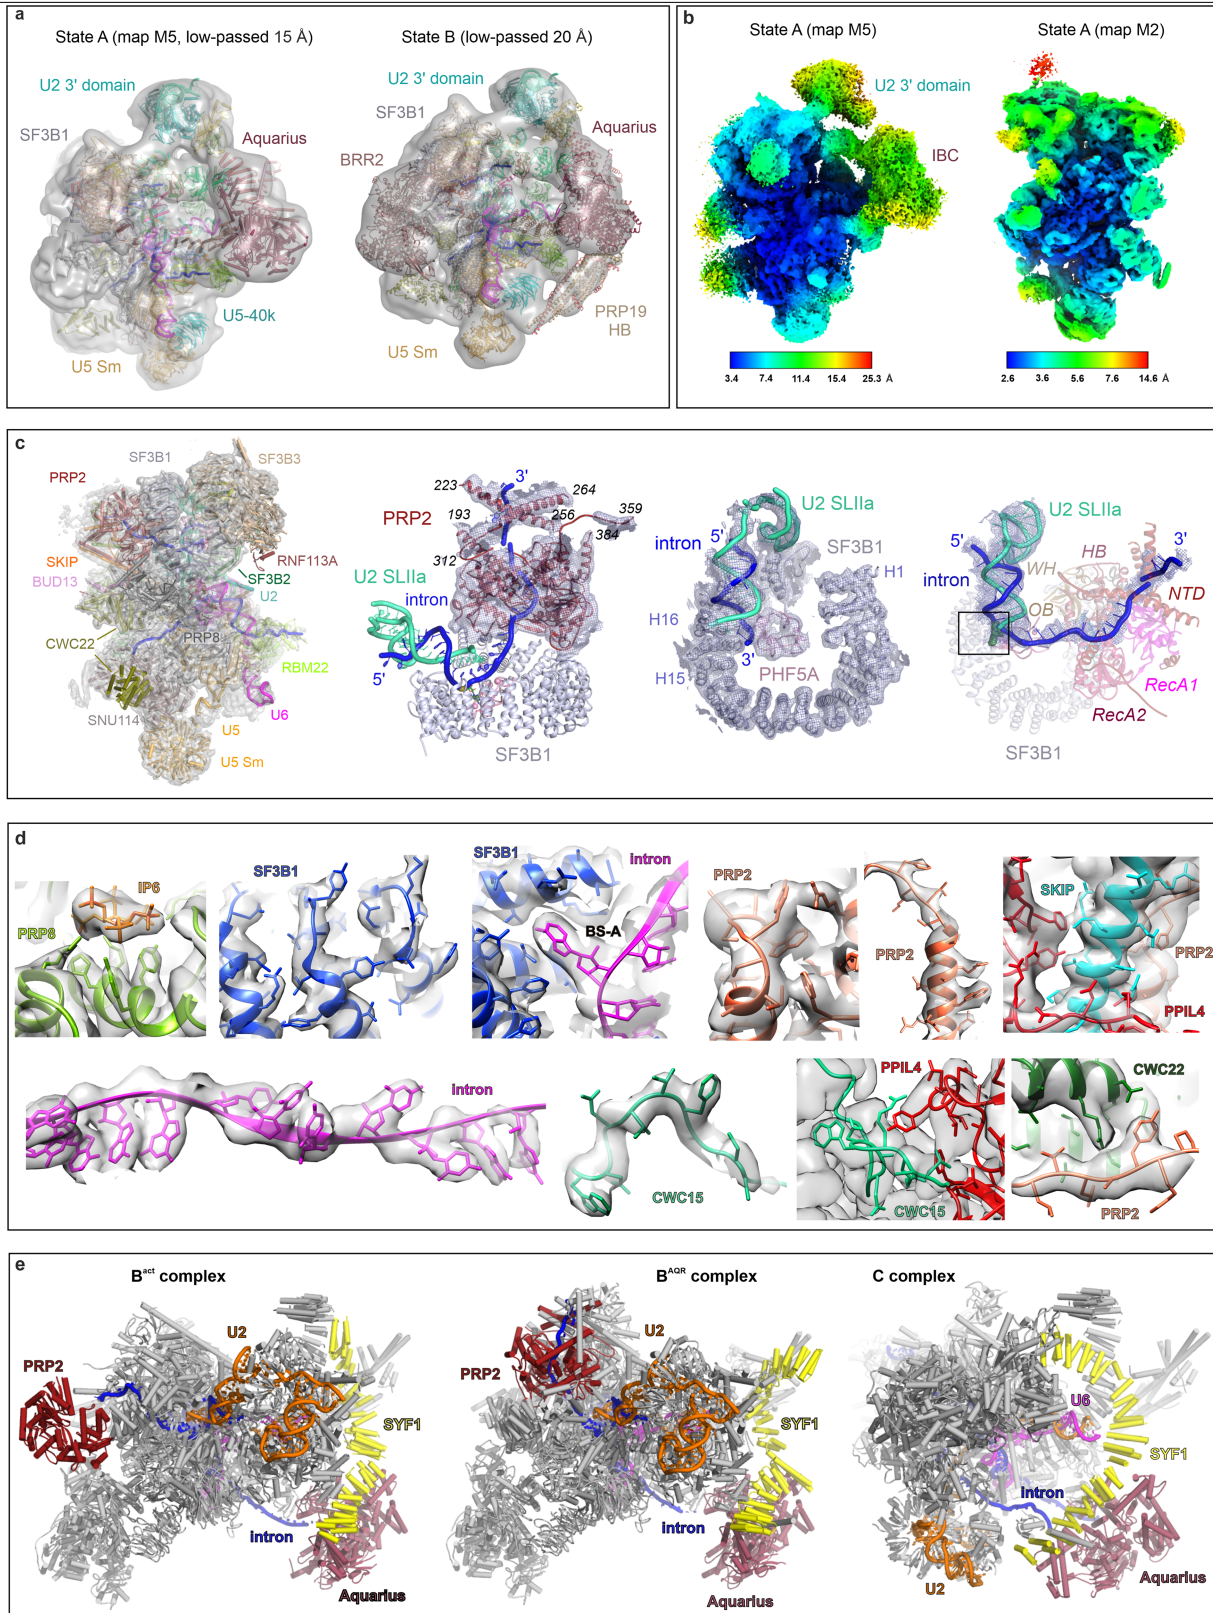 a
State A (map M5, low-passed 15 Å)
State B (low-passed 20 Å)
U2 3' domain
SF3B1
Aquarius
U5-40k
U5 Sm
U2 3' domain
SF3B1
BRR2
Aquarius
PRP19
HB
U5 Sm
b
State A (map M5)
State A (map M2)
U2 3' domain
IBC
3.4 7.4 11.4 15.4 25.3 Å
2.6 3.6 5.6 7.6 14.6 Å
c
SF3B1
SF3B3
PRP2
SKIP
BUD13
RNF113A
SF3B2
U2
PRP8
CWC22
RBM22
SNU114
U6
U5
U5 Sm
3'
223
264
193
256
359
PRP2
384
312
U2 SLIIa
intron
5'
SF3B1
U2 SLIIa
5'
intron
SF3B1
H1
H16
3'
PHF5A
H15
U2 SLIIa
5'
HB
3'
intron
WH
NTD
OB
RecA1
RecA2
SF3B1
d
IP6
PRP8
SF3B1
SF3B1
intron
BS-A
PRP2
PRP2
SKIP
PRP2
PPIL4
intron
CWC15
PPIL4
CWC15
CWC22
PRP2
e
Bact complex
BAQR complex
C complex
U2
PRP2
SYF1
intron
Aquarius
U2
PRP2
SYF1
intron
Aquarius
U6
SYF1
intron
U2
Aquarius